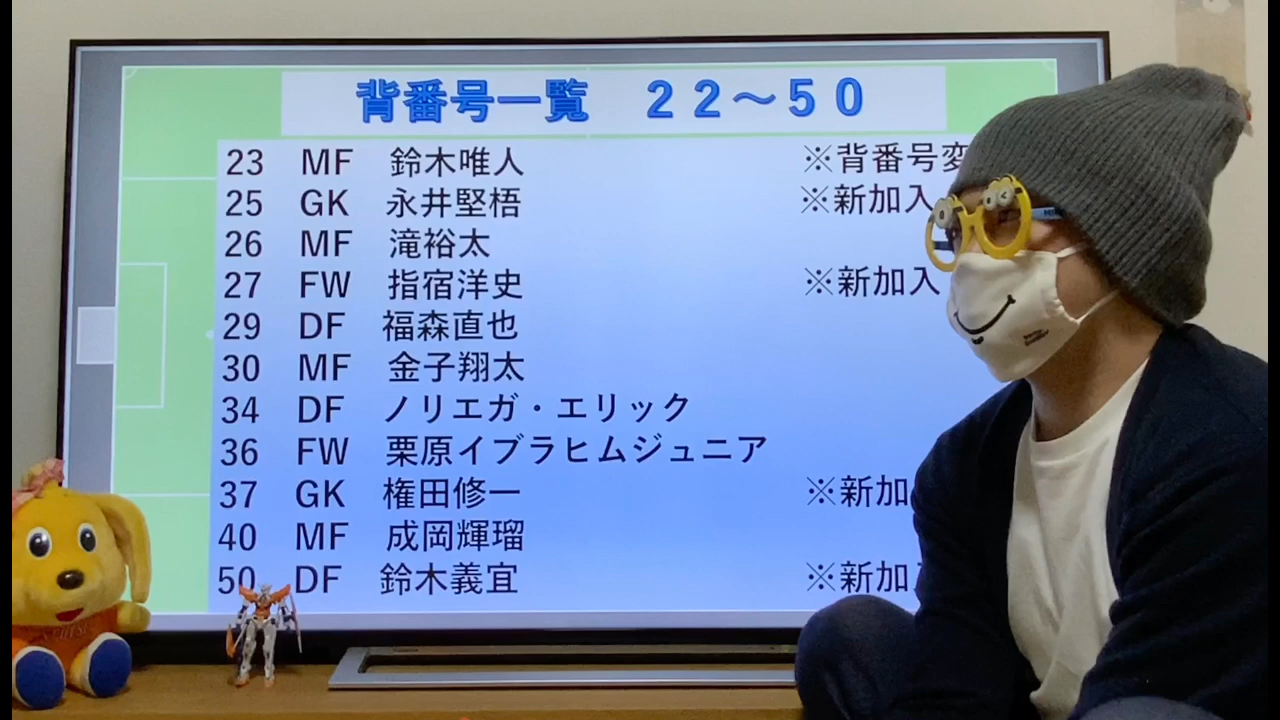 背番号一覧　２２～５０
23 MF 鈴木唯人 ※背番号変
25 GK 永井堅梧 ※新加入
26 MF 滝裕太
27 FW 指宿洋史 ※新加入
29 DF 福森直也
30 MF 金子翔太
34 DF ノリエガ・エリック
36 FW 栗原イブラヒムジュニア
37 GK 権田修一 ※新加
40 MF 成岡輝瑠
50 DF 鈴木義宜 ※新加